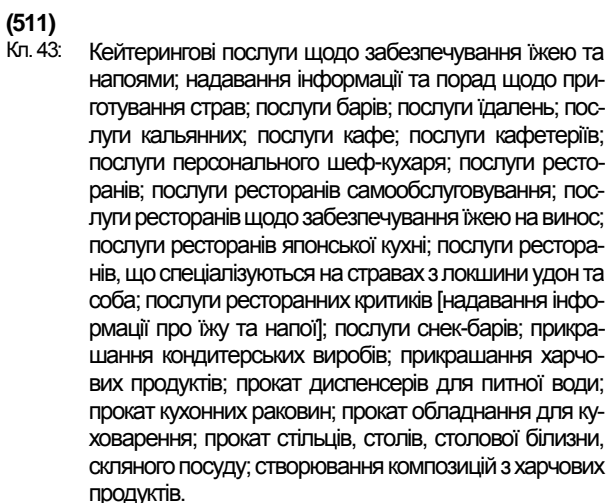 (511)
Кл. 43: Кейтерингові послуги щодо забезпечування їжею та
напоями; надавання інформації та порад щодо при-
готування страв; послуги барів; послуги їдалень; пос-
луги кальянних; послуги кафе; послуги кафетеріїв;
послуги персонального шеф-кухаря; послуги ресто-
ранів; послуги ресторанів самообслуговування; пос-
луги ресторанів щодо забезпечування їжею на винос;
послуги ресторанів японської кухні; послуги рестора-
нів, що спеціалізуються на стравах з локшини удон та
соба; послуги ресторанних критиків [надавання інфо-
рмації про їжу та напої]; послуги снек-барів; прикра-
шання кондитерських виробів; прикрашання харчо-
вих продуктів; прокат диспенсерів для питної води;
прокат кухонних раковин; прокат обладнання для ку-
ховарення; прокат стільців, столів, столової білизни,
скляного посуду; створювання композицій з харчових
продуктів.